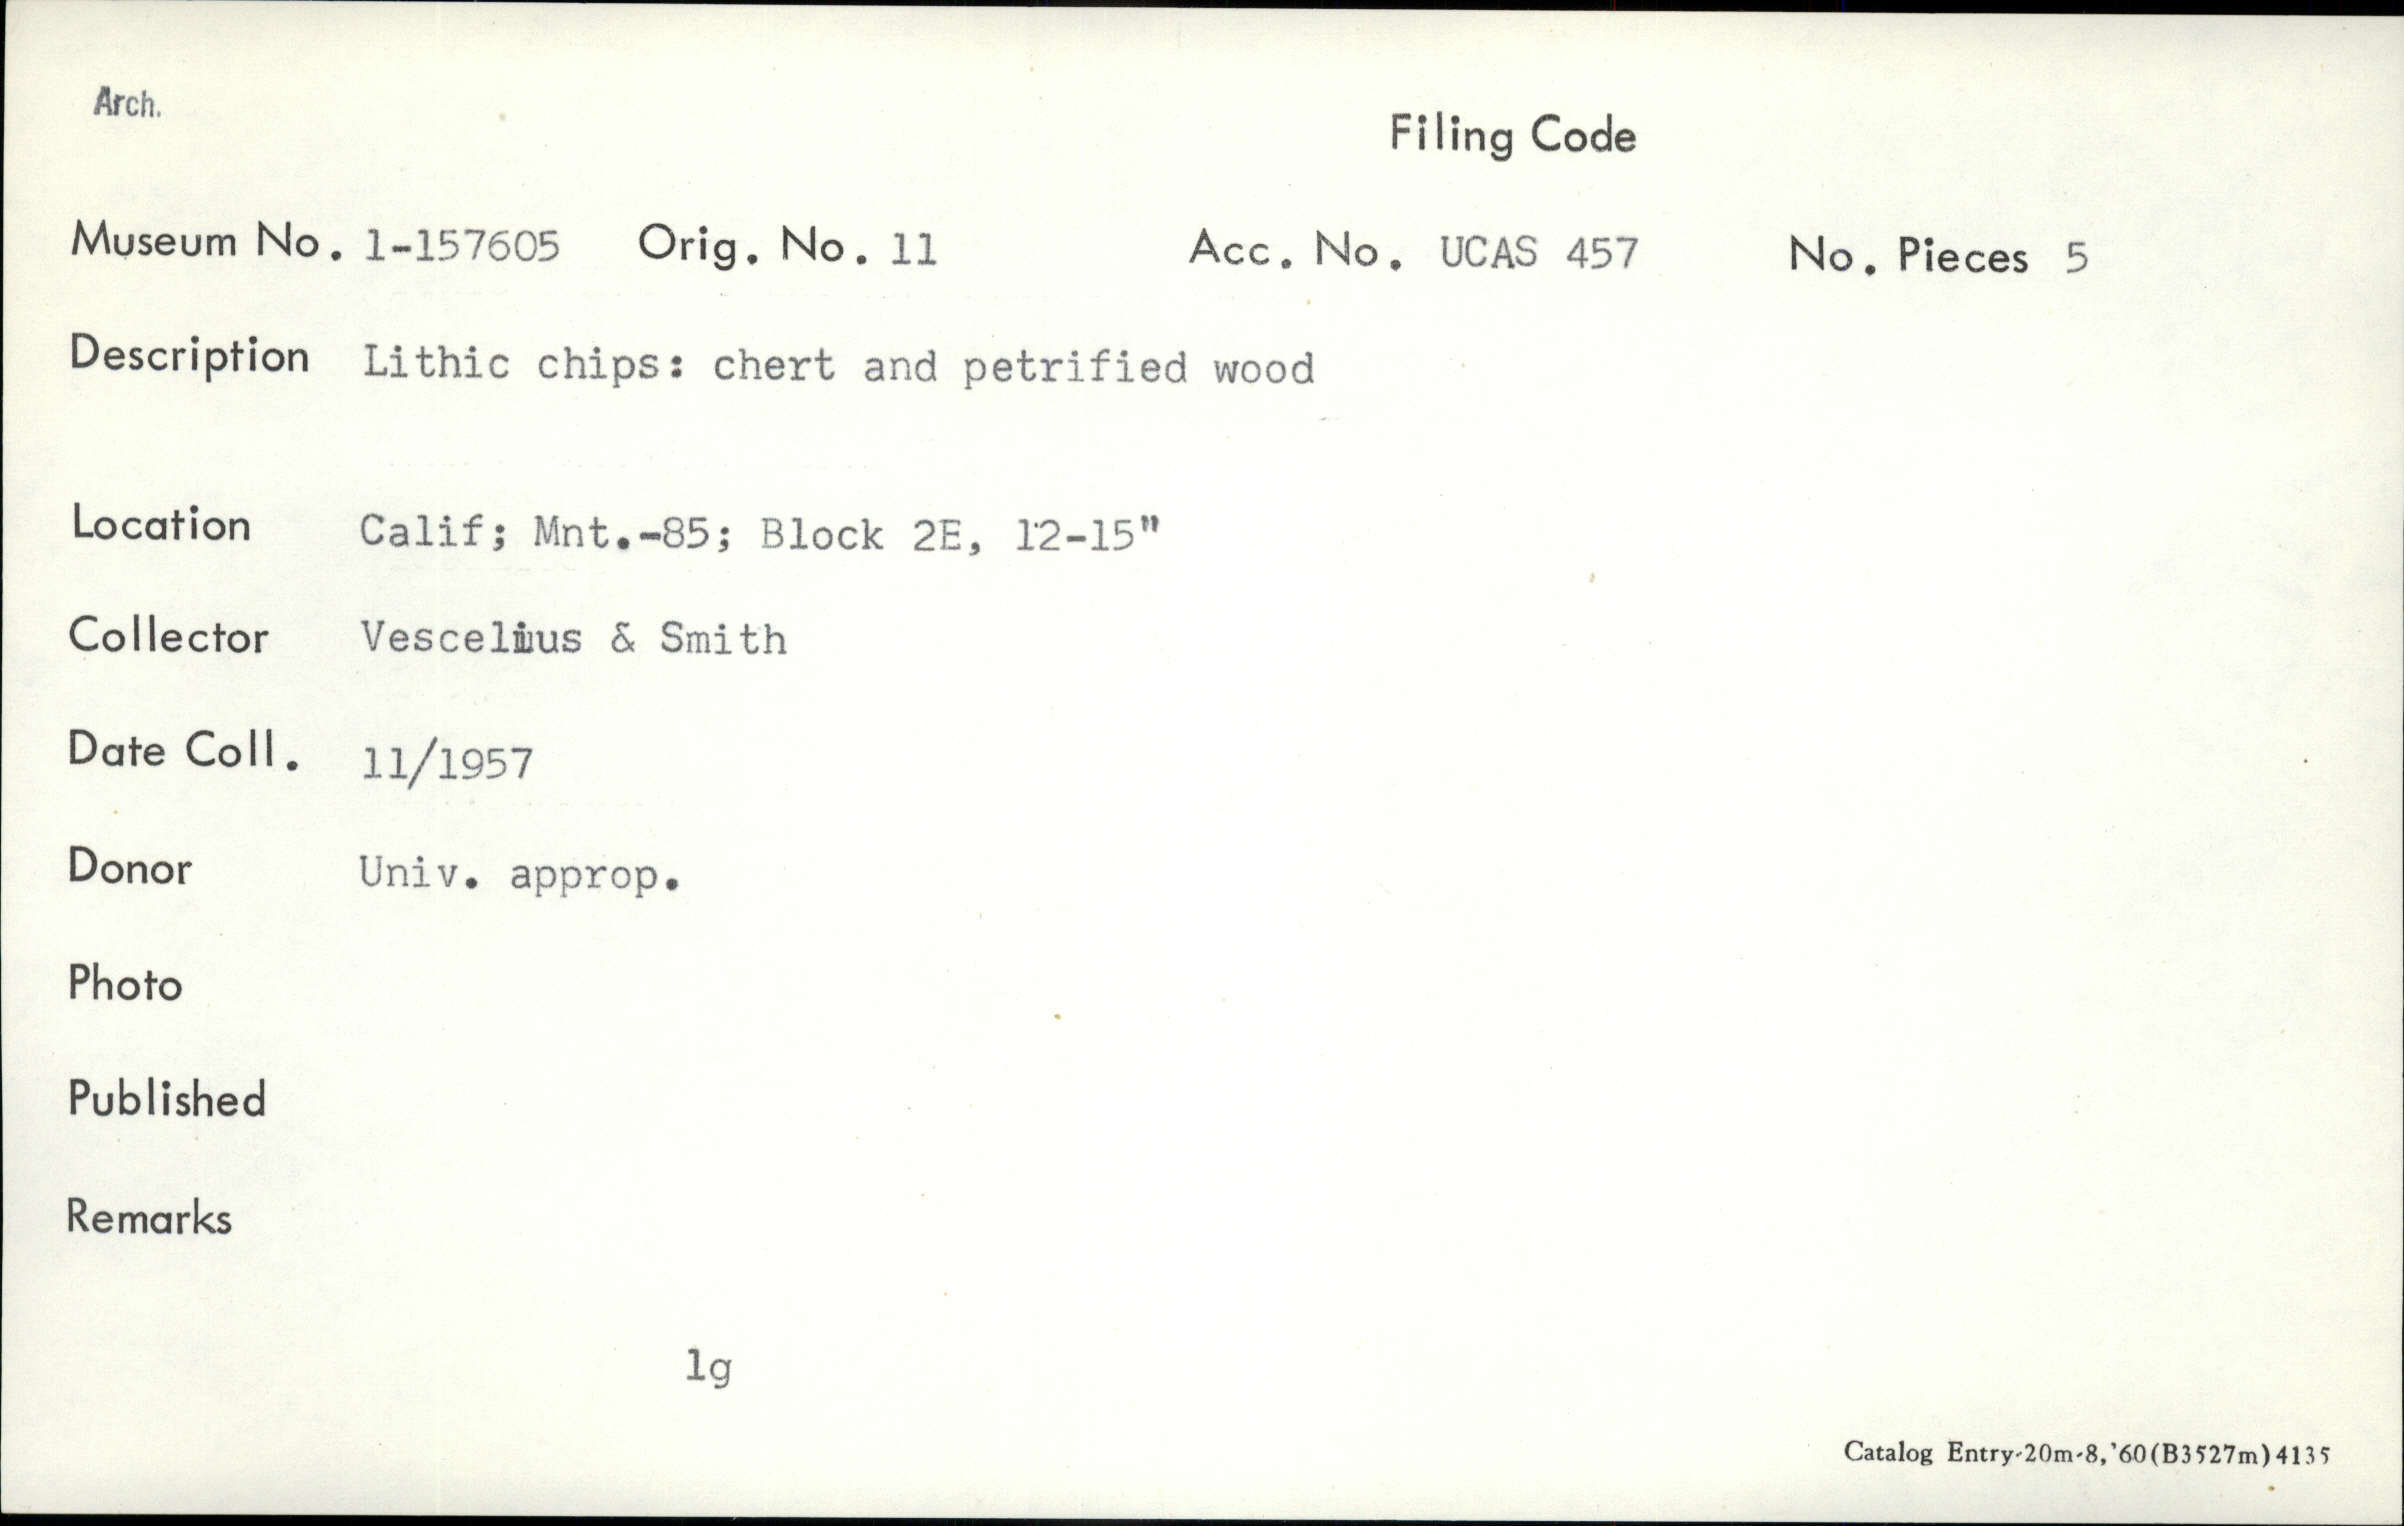 Arch.
Filing Code
Museum No. 1-157605 Orig. No. 11 Acc. No. UCAS 457 No. Pieces 5
Description Lithic chips: chert and petrified wood
Location Calif; Mnt.-85; Block 2E, 12-15"
Collector Vescelius & Smith
Date Coll. 11/1957
Donor Univ. approp.
Photo
Published
Remarks
lg
Catalog Entry-20m-8,'60(B3527m)4135